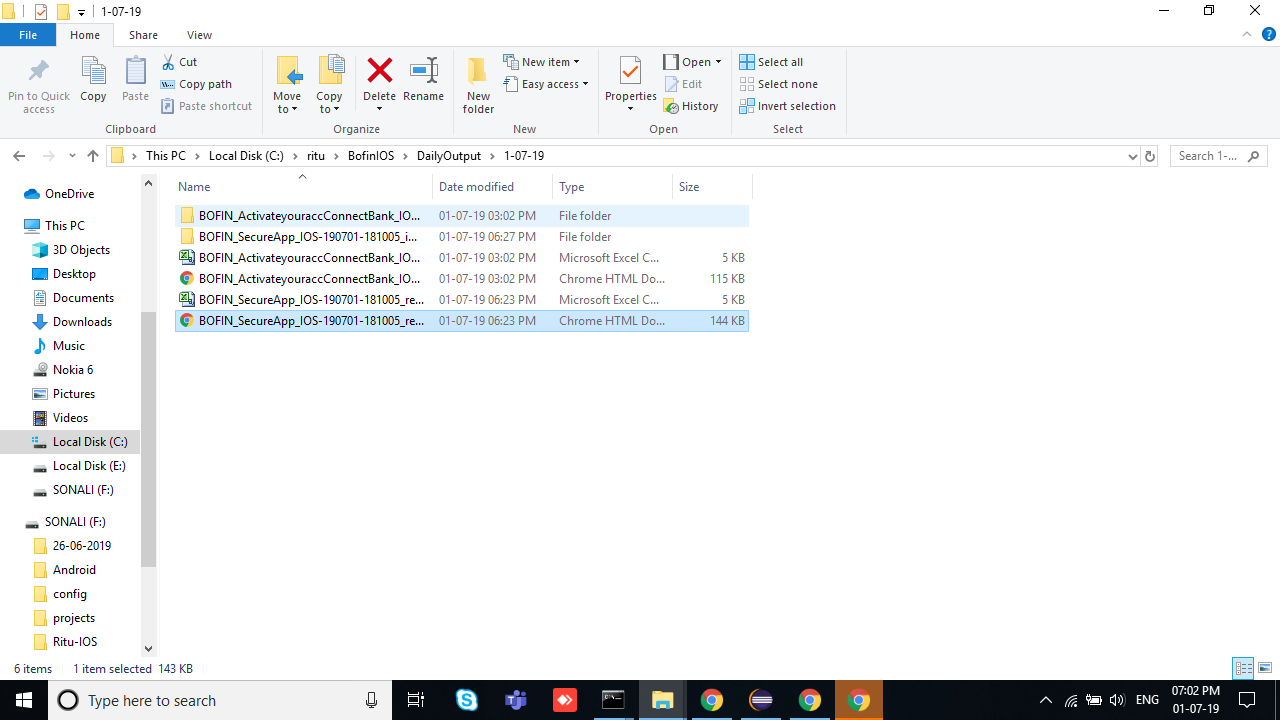 1-07-19
File Home Share View
Pin to Quick access
Copy
Paste
Cut
Copy path
Paste shortcut
Clipboard
Move to
Copy to
Delete
Rename
Organize
New folder
New item
Easy access
New
Properties
Open
Edit
History
Open
Select all
Select none
Invert selection
Select
This PC Local Disk (C:) ritu BofinIOS DailyOutput 1-07-19
Search 1-...
OneDrive
This PC
3D Objects
Desktop
Documents
Downloads
Music
Nokia 6
Pictures
Videos
Local Disk (C:)
Local Disk (E:)
SONALI (F:)
SONALI (F:)
26-06-2019
Android
config
projects
Ritu-IOS
Name Date modified Type Size
BOFIN_ActivateyouraccConnectBank_IO... 01-07-19 03:02 PM File folder
BOFIN_SecureApp_IOS-190701-181005_i... 01-07-19 06:27 PM File folder
BOFIN_ActivateyouraccConnectBank_IO... 01-07-19 03:02 PM Microsoft Excel C... 5 KB
BOFIN_ActivateyouraccConnectBank_IO... 01-07-19 03:02 PM Chrome HTML Do... 115 KB
BOFIN_SecureApp_IOS-190701-181005_re... 01-07-19 06:23 PM Microsoft Excel C... 5 KB
BOFIN_SecureApp_IOS-190701-181005_re... 01-07-19 06:23 PM Chrome HTML Do... 144 KB
6 items 1 item selected 143 KB
Type here to search
ENG
07:02 PM
01-07-19